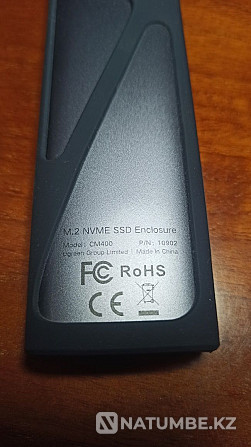 M.2 NVME SSD Enclosure
Model: CM400 P/N: 10902
Ugreen Group Limited Made in China
FC RoHS
CE
NATUMBE.KZ